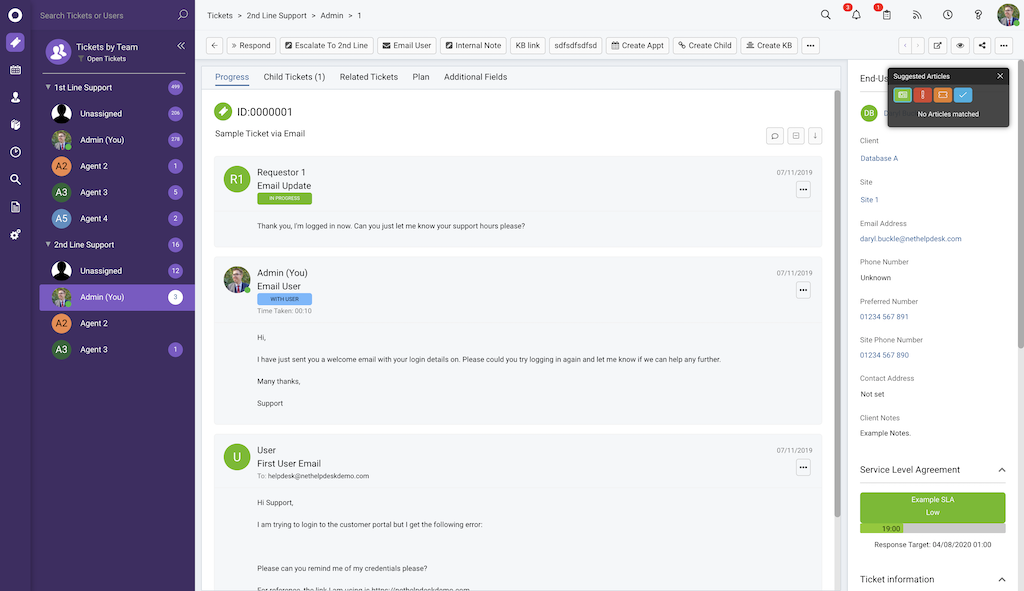 Search Tickets or Users
Tickets by Team
Open Tickets
1st Line Support 499
Unassigned 206
Admin (You) 278
A2 Agent 2 1
A3 Agent 3 5
A5 Agent 4 2
2nd Line Support 16
Unassigned 12
Admin (You) 3
A2 Agent 2
A3 Agent 3 1
Tickets > 2nd Line Support > Admin > 1
3
1
Respond
Escalate To 2nd Line
Email User
Internal Note
KB link
sdfsdfsdfsd
Create Appt
Create Child
Create KB
Progress
Child Tickets (1)
Related Tickets
Plan
Additional Fields
ID:0000001
Sample Ticket via Email
R1
Requestor 1
07/11/2019
Email Update
IN PROGRESS
Thank you, I'm logged in now. Can you just let me know your support hours please?
Admin (You)
07/11/2019
Email User
WITH USER
Time Taken: 00:10
Hi,
I have just sent you a welcome email with your login details on. Please could you try logging in again and let me know if we can help any further.
Many thanks,
Support
U
User
07/11/2019
First User Email
To: helpdesk@nethelpdeskdemo.com
Hi Support,
I am trying to login to the customer portal but I get the following error:
Please can you remind me of my credentials please?
For reference, the link I am using is https://nethelpdeskdemo.com
End-Us
Suggested Articles
No Articles matched
DB
Client
Database A
Site
Site 1
Email Address
daryl.buckle@nethelpdesk.com
Phone Number
Unknown
Preferred Number
01234 567 891
Site Phone Number
01234 567 890
Contact Address
Not set
Client Notes
Example Notes.
Service Level Agreement
Example SLA
Low
19:00
Response Target: 04/08/2020 01:00
Ticket information